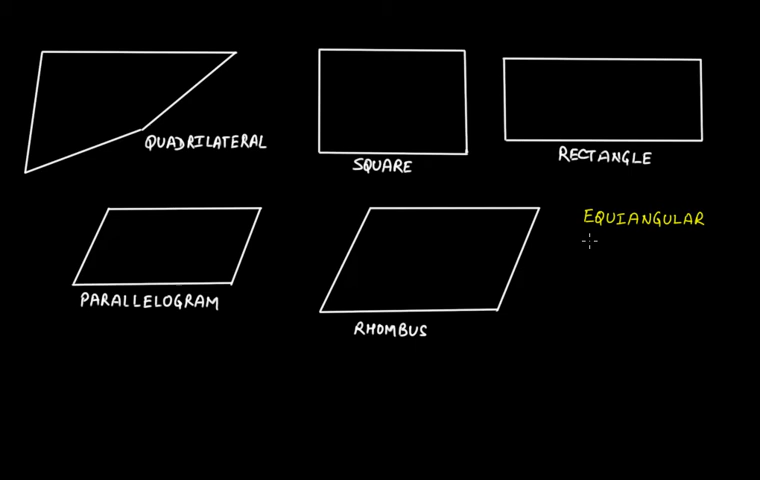 QUADRILATERAL
SQUARE
RECTANGLE
EQUIANGULAR
PARALLELOGRAM
RHOMBUS